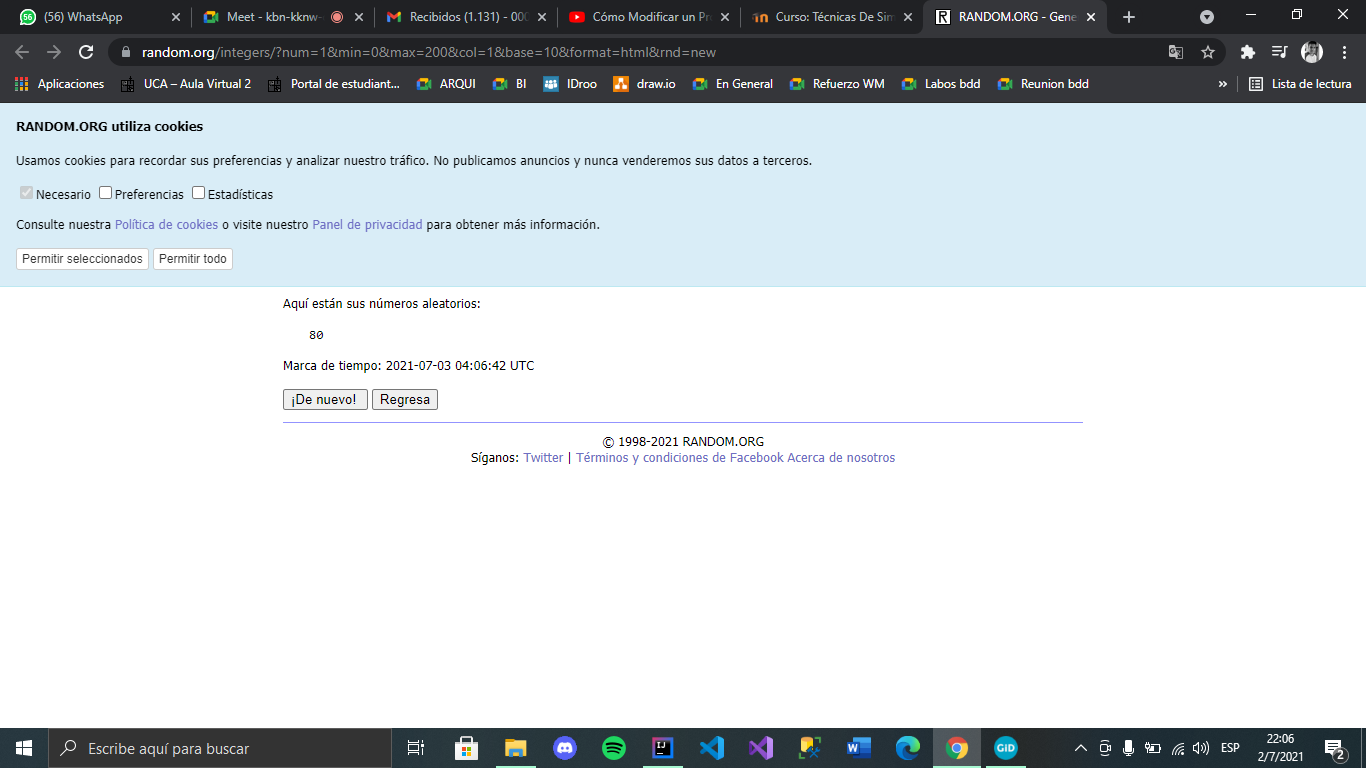 56 (56) WhatsApp
Meet - kbn-kknw-
Recibidos (1.131) - 000
Cómo Modificar un Pr
Curso: Técnicas De Sim
R RANDOM.ORG - Gene
random.org/integers/?num=1&min=0&max=200&col=1&base=10&format=html&rnd=new
Aplicaciones
UCA – Aula Virtual 2
Portal de estudiant...
ARQUI
BI
IDroo
draw.io
En General
Refuerzo WM
Labos bdd
Reunion bdd
»
Lista de lectura
RANDOM.ORG utiliza cookies
Usamos cookies para recordar sus preferencias y analizar nuestro tráfico. No publicamos anuncios y nunca venderemos sus datos a terceros.
Necesario Preferencias Estadísticas
Consulte nuestra Política de cookies o visite nuestro Panel de privacidad para obtener más información.
Permitir seleccionados Permitir todo
Aquí están sus números aleatorios:
80
Marca de tiempo: 2021-07-03 04:06:42 UTC
¡De nuevo! Regresa
© 1998-2021 RANDOM.ORG
Síganos: Twitter | Términos y condiciones de Facebook Acerca de nosotros
Escribe aquí para buscar
IJ
W
GiD
ESP
22:06
2/7/2021
2